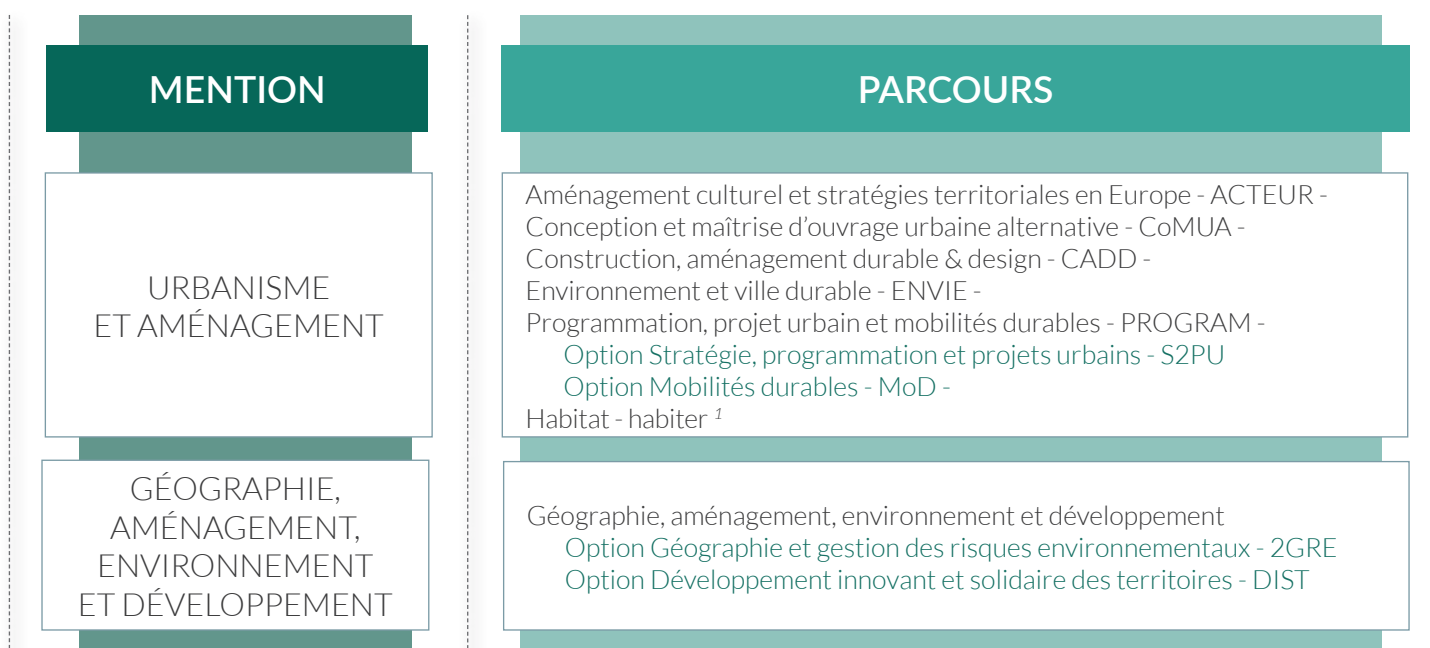 MENTION
PARCOURS
URBANISME
ET AMÉNAGEMENT
Aménagement culturel et stratégies territoriales en Europe - ACTEUR -
Conception et maîtrise d'ouvrage urbaine alternative - CoMUA -
Construction, aménagement durable & design - CADD -
Environnement et ville durable - ENVIE -
Programmation, projet urbain et mobilités durables - PROGRAM -
Option Stratégie, programmation et projets urbains - S2PU
Option Mobilités durables - MoD -
Habitat - habiter 1
GÉOGRAPHIE,
AMÉNAGEMENT,
ENVIRONNEMENT
ET DÉVELOPPEMENT
Géographie, aménagement, environnement et développement
Option Géographie et gestion des risques environnementaux - 2GRE
Option Développement innovant et solidaire des territoires - DIST